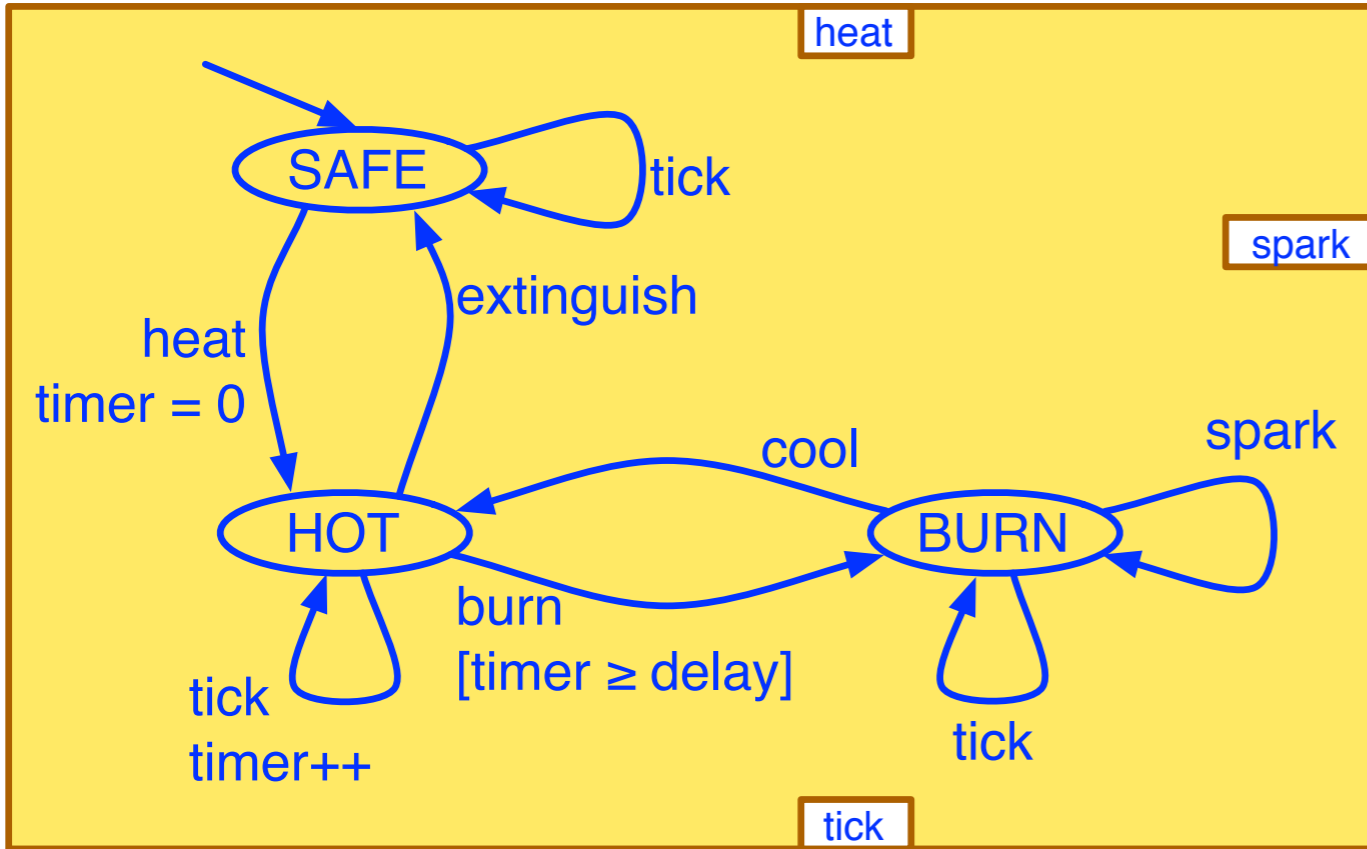 heat
SAFE
tick
spark
extinguish
heat
timer = 0
cool
spark
HOT
BURN
burn
[timer ≥ delay]
tick
timer++
tick
tick